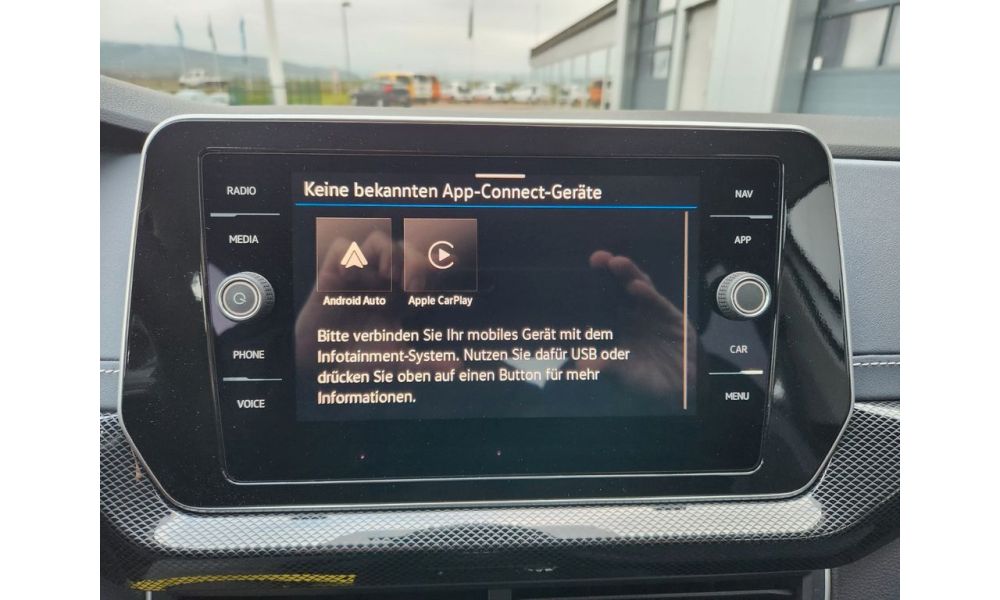 Keine bekannten App-Connect-Geräte
RADIO
MEDIA
PHONE
VOICE
Android Auto
Apple CarPlay
Bitte verbinden Sie Ihr mobiles Gerät mit dem
Infotainment-System. Nutzen Sie dafür USB oder
drücken Sie oben auf einen Button für mehr
Informationen.
NAV
APP
CAR
MENU